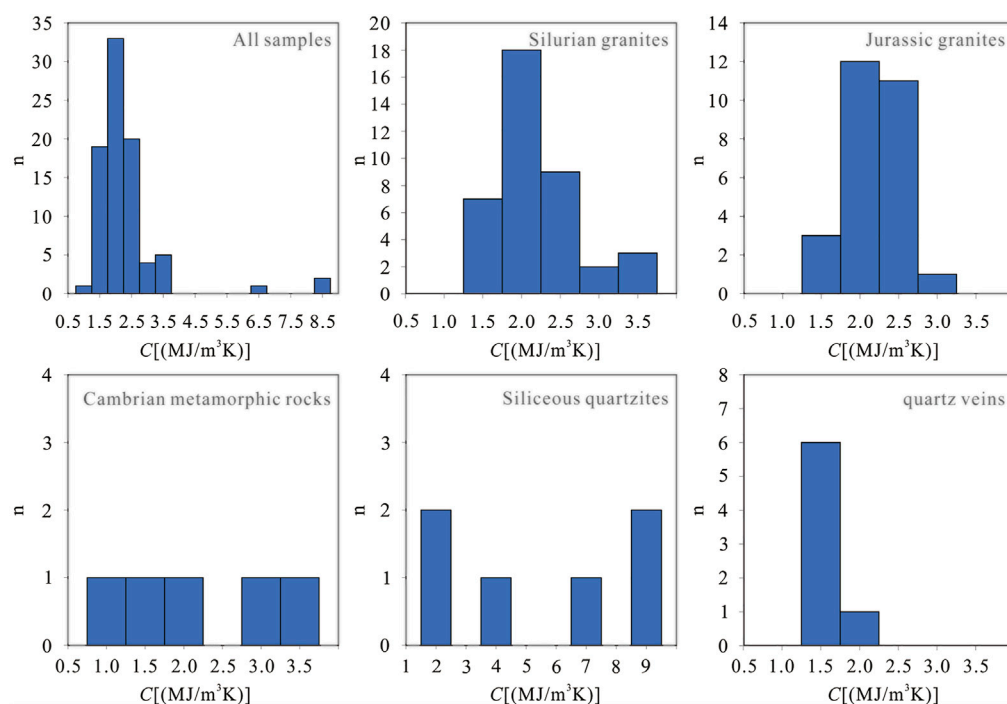 All samples
35
30
25
20
15
10
5
0
n
0.5 1.5 2.5 3.5 4.5 5.5 6.5 7.5 8.5
C[(MJ/m³K)]
Silurian granites
20
18
16
14
12
10
8
6
4
2
0
n
0.5 1.0 1.5 2.0 2.5 3.0 3.5
C[(MJ/m³K)]
Jurassic granites
14
12
10
8
6
4
2
0
n
0.5 1.0 1.5 2.0 2.5 3.0 3.5
C[(MJ/m³K)]
Cambrian metamorphic rocks
4
3
2
1
0
n
0.5 1.0 1.5 2.0 2.5 3.0 3.5
C[(MJ/m³K)]
Siliceous quartzites
4
3
2
1
0
n
1 2 3 4 5 6 7 8 9
C[(MJ/m³K)]
quartz veins
8
7
6
5
4
3
2
1
0
n
0.5 1.0 1.5 2.0 2.5 3.0 3.5
C[(MJ/m³K)]